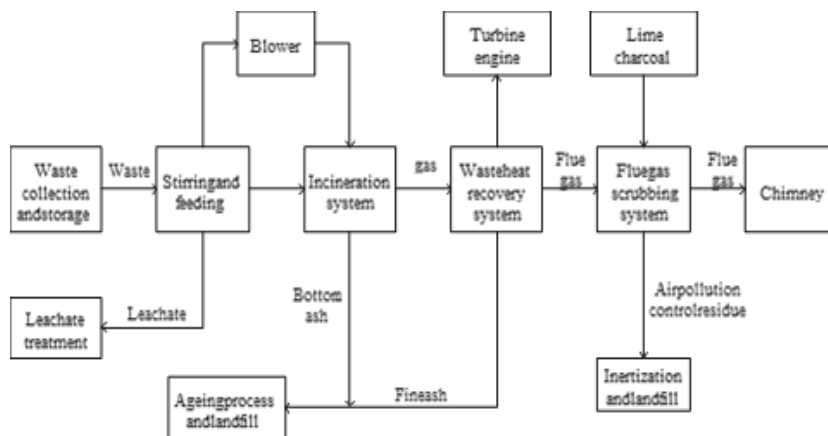 Blower
Turbine
engine
Lime
charcoal
Waste
collection
andstorage
Waste
Stirringand
feeding
Incineration
system
gas
Wasteheat
recovery
system
Flue
gas
Fluegas
scrubbing
system
Flue
gas
Chimney
Leachate
treatment
Leachate
Bottom
ash
Airpollution
controlresidue
Ageingprocess
andlandfill
Fineash
Inertization
andlandfill